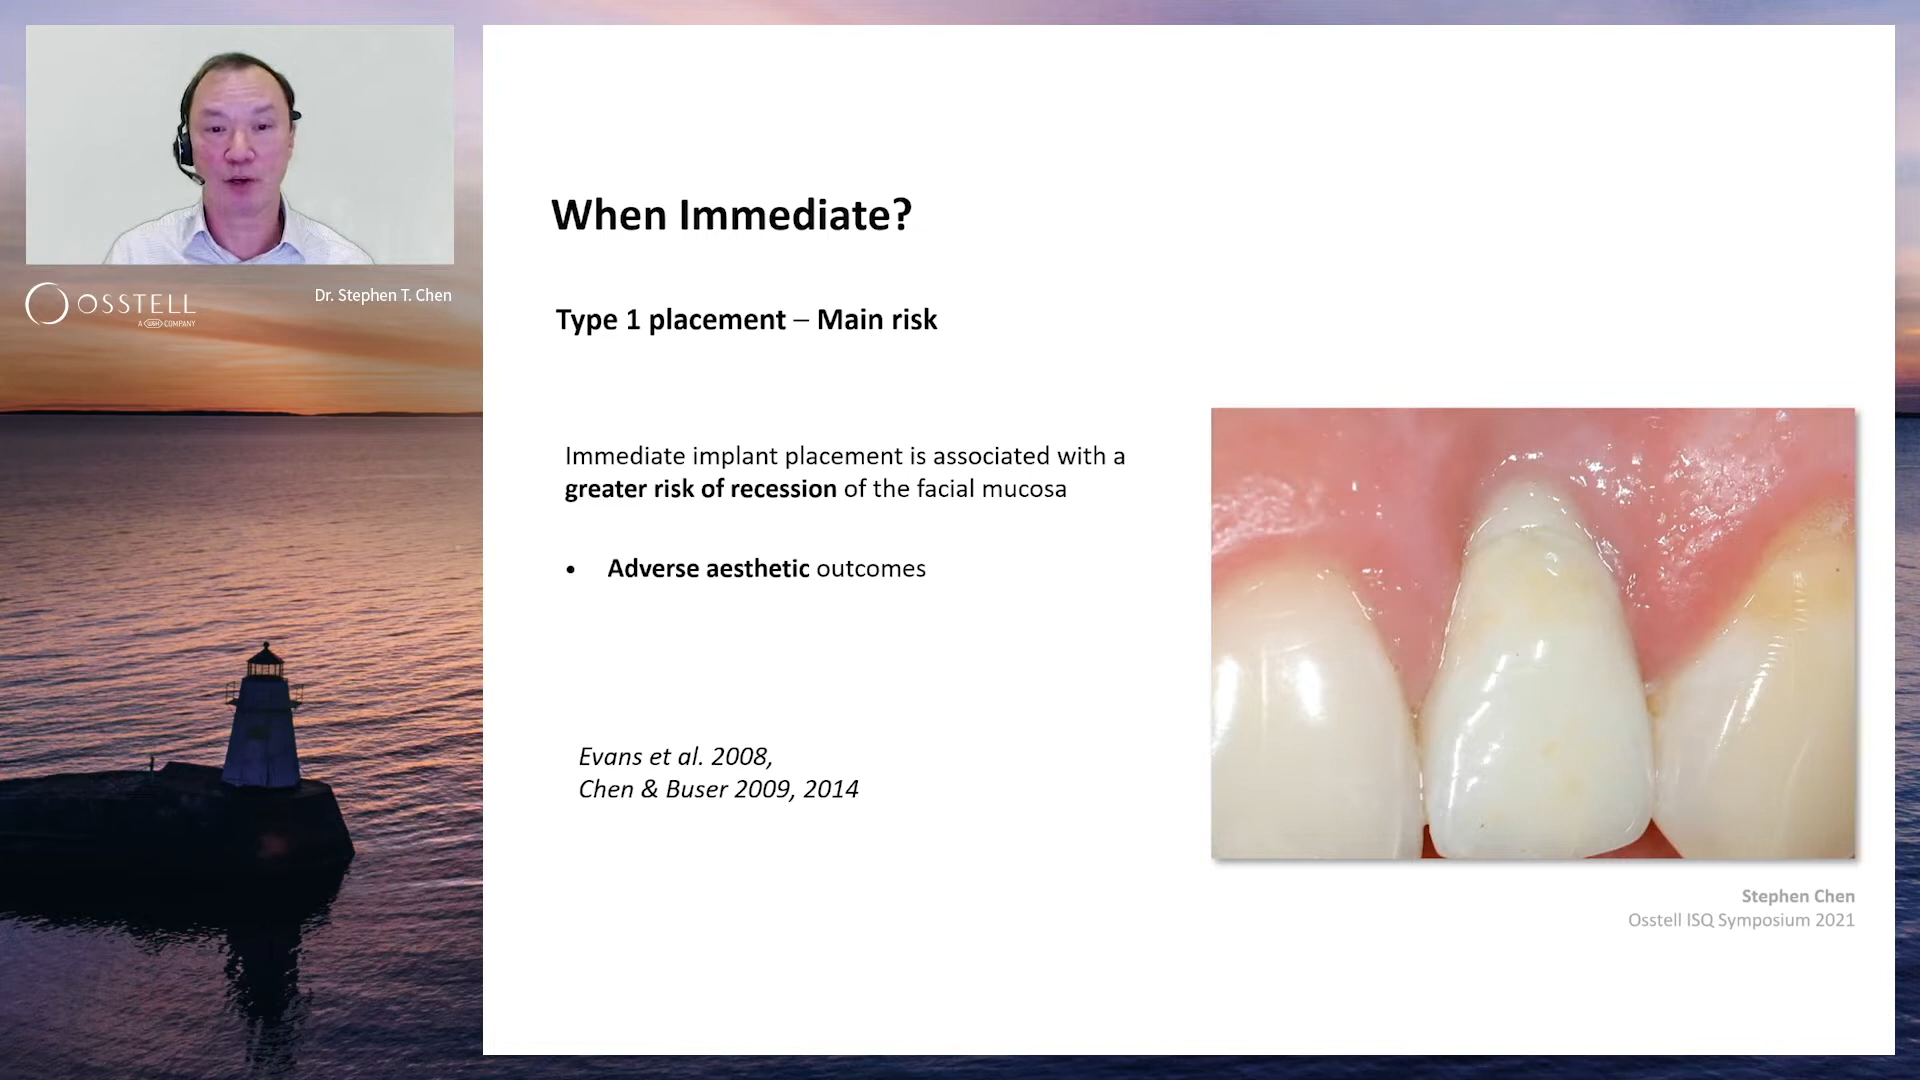 OSSTELL
A W&H COMPANY
Dr. Stephen T. Chen
When Immediate?
Type 1 placement – Main risk
Immediate implant placement is associated with a
greater risk of recession of the facial mucosa
• Adverse aesthetic outcomes
Evans et al. 2008,
Chen & Buser 2009, 2014
Stephen Chen
Osstell ISQ Symposium 2021